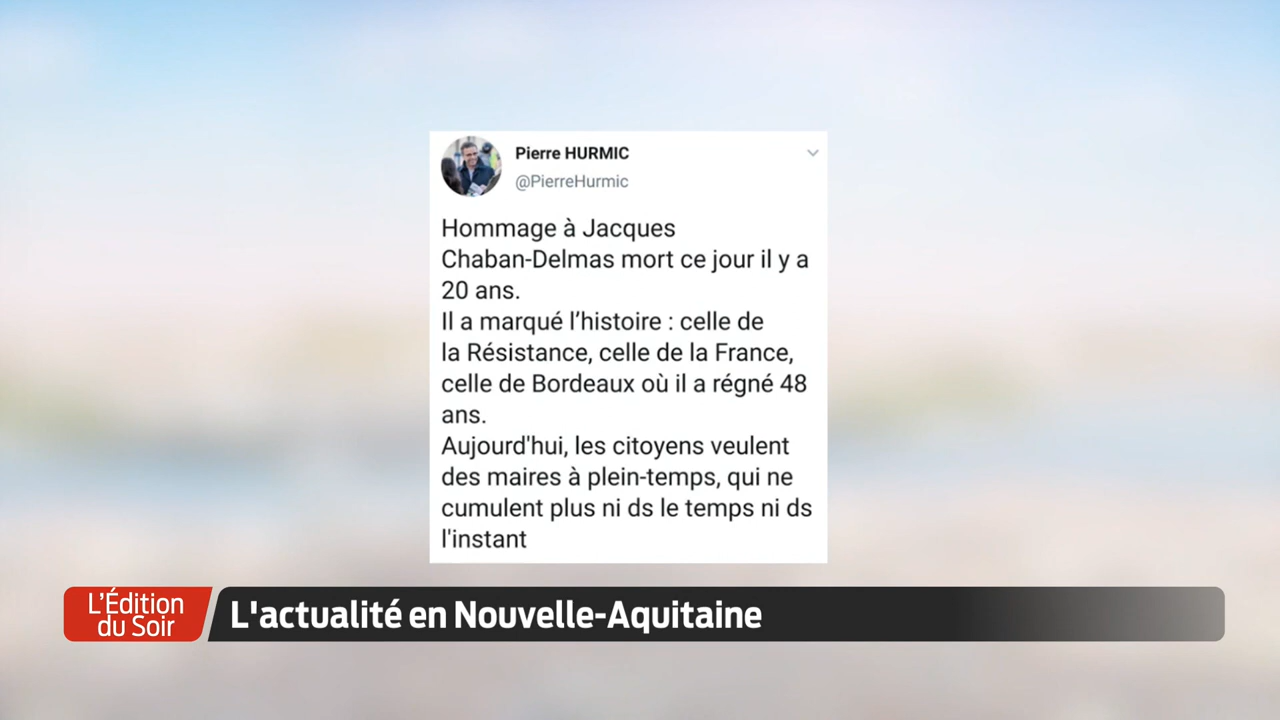 Pierre HURMIC
@PierreHurmic
Hommage à Jacques
Chaban-Delmas mort ce jour il y a
20 ans.
Il a marqué l’histoire : celle de
la Résistance, celle de la France,
celle de Bordeaux où il a régné 48
ans.
Aujourd'hui, les citoyens veulent
des maires à plein-temps, qui ne
cumulent plus ni ds le temps ni ds
l'instant
L’Édition
du Soir
L'actualité en Nouvelle-Aquitaine